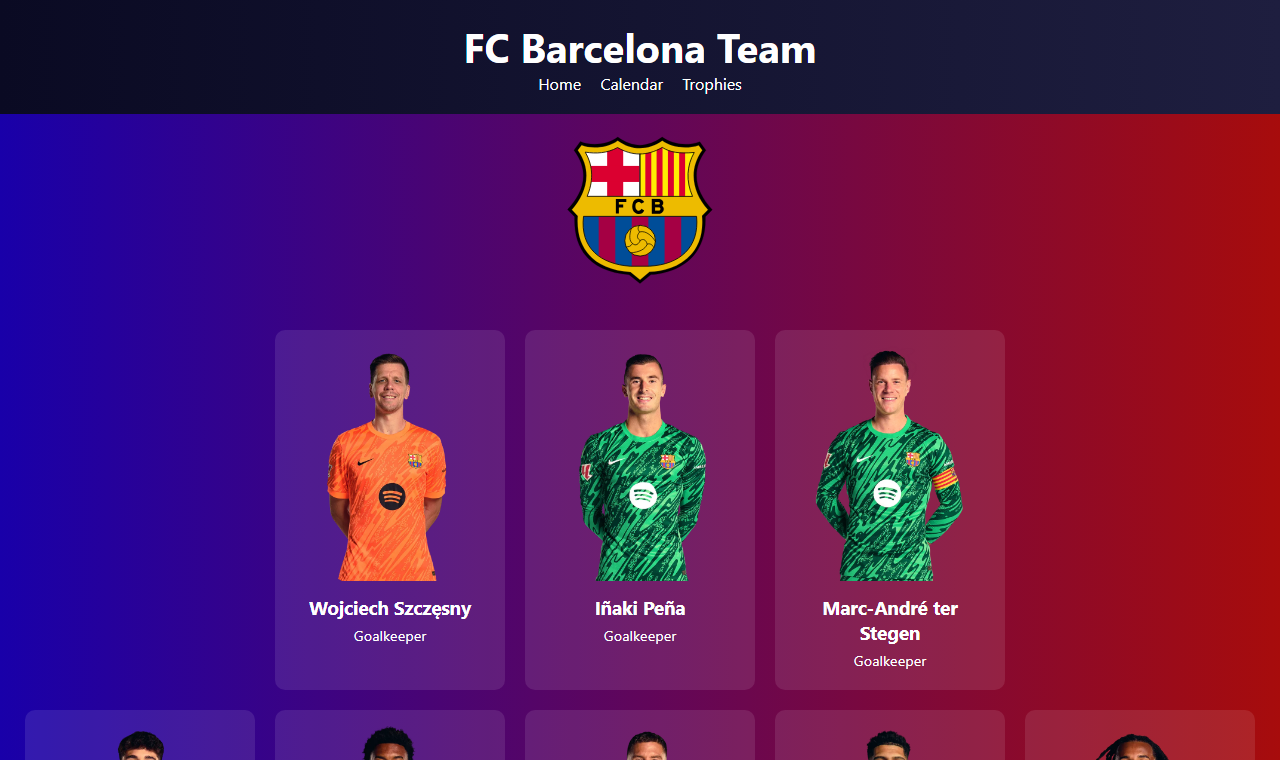 FC Barcelona Team
Home Calendar Trophies
FCB
Wojciech Szczęsny
Goalkeeper
Iñaki Peña
Goalkeeper
Marc-André ter
Stegen
Goalkeeper